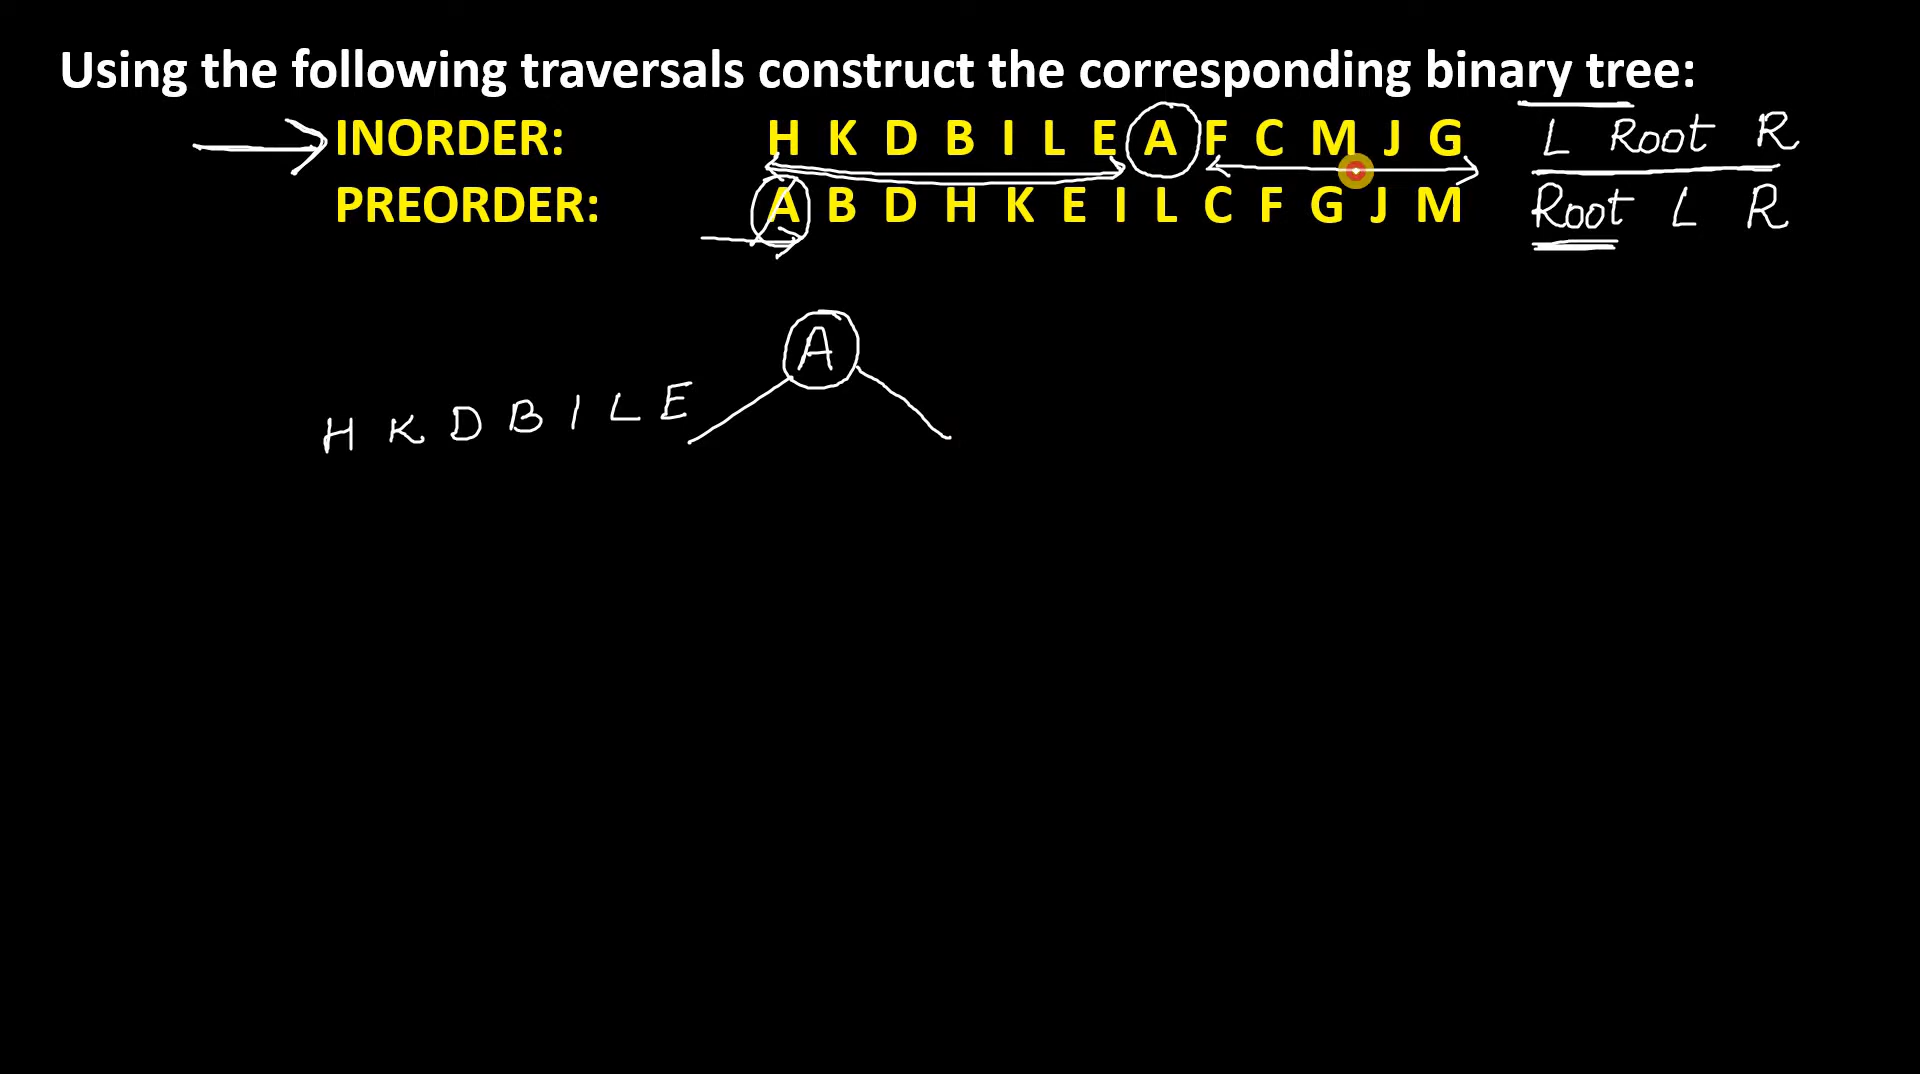 Using the following traversals construct the corresponding binary tree:
INORDER: H K D B I L E A F C M J G L Root R
PREORDER: A B D H K E I L C F G J M Root L R
A
H K D B I L E